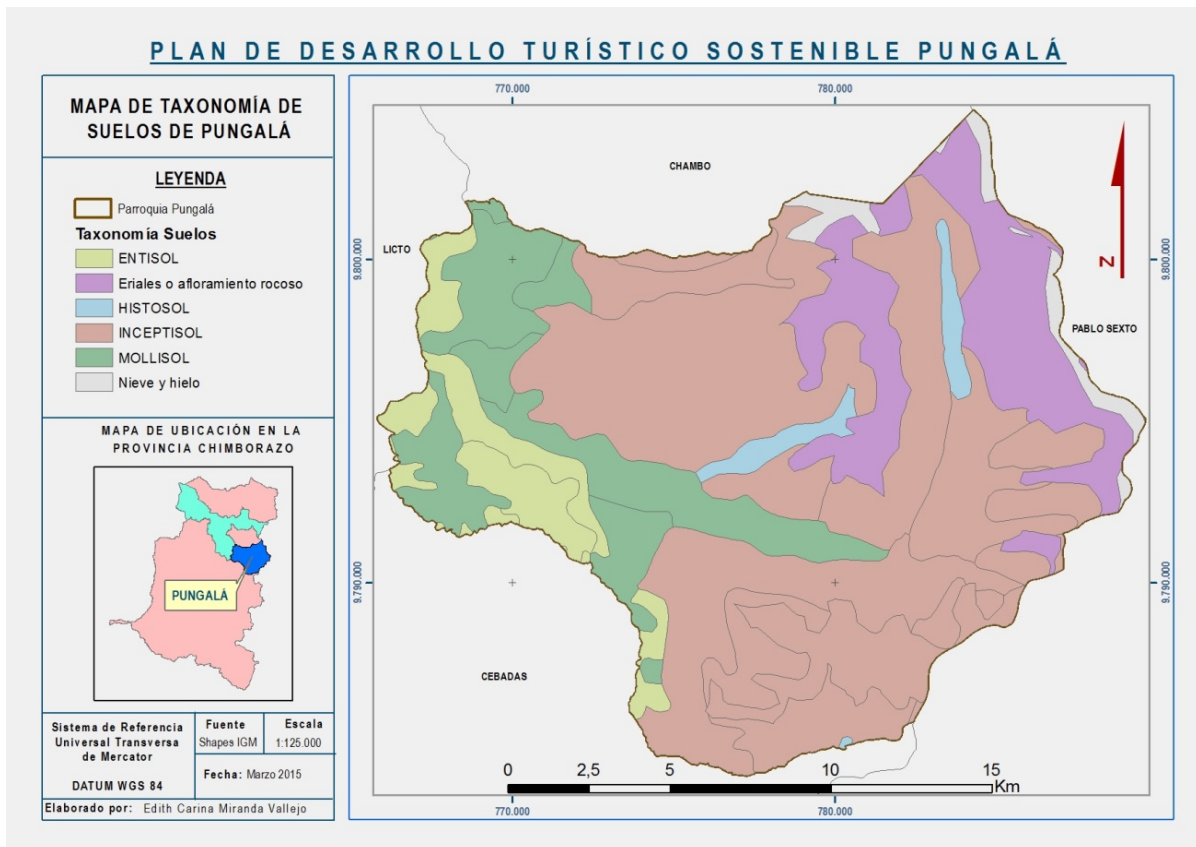 PLAN DE DESARROLLO TURÍSTICO SOSTENIBLE PUNGALÁ
MAPA DE TAXONOMÍA DE
SUELOS DE PUNGALÁ
LEYENDA
Parroquia Pungalá
Taxonomía Suelos
ENTISOL
Eriales o afloramiento rocoso
HISTOSOL
INCEPTISOL
MOLLISOL
Nieve y hielo
MAPA DE UBICACIÓN EN LA
PROVINCIA CHIMBORAZO
PUNGALÁ
Sistema de Referencia
Universal Transversa
de Mercator
DATUM WGS 84
Fuente
Shapes IGM
Escala
1:125.000
Fecha: Marzo 2015
Elaborado por: Edith Carina Miranda Vallejo
770.000
780.000
CHAMBO
LICTO
PABLO SEXTO
CEBADAS
N
9.800.000
9.800.000
9.790.000
9.790.000
0 2,5 5 10 15
Km
770.000
780.000